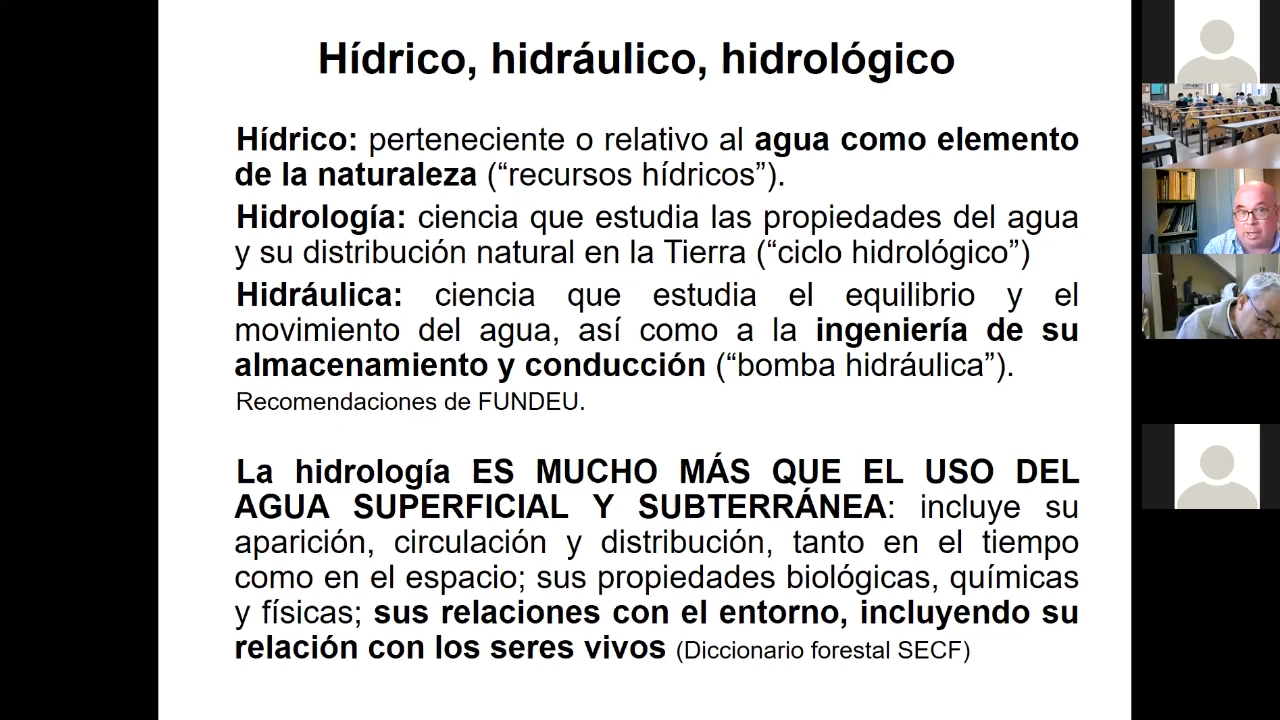 Hídrico, hidráulico, hidrológico
Hídrico: perteneciente o relativo al agua como elemento
de la naturaleza (“recursos hídricos”).
Hidrología: ciencia que estudia las propiedades del agua
y su distribución natural en la Tierra (“ciclo hidrológico”)
Hidráulica: ciencia que estudia el equilibrio y el
movimiento del agua, así como a la ingeniería de su
almacenamiento y conducción (“bomba hidráulica”).
Recomendaciones de FUNDEU.
La hidrología ES MUCHO MÁS QUE EL USO DEL
AGUA SUPERFICIAL Y SUBTERRÁNEA: incluye su
aparición, circulación y distribución, tanto en el tiempo
como en el espacio; sus propiedades biológicas, químicas
y físicas; sus relaciones con el entorno, incluyendo su
relación con los seres vivos (Diccionario forestal SECF)